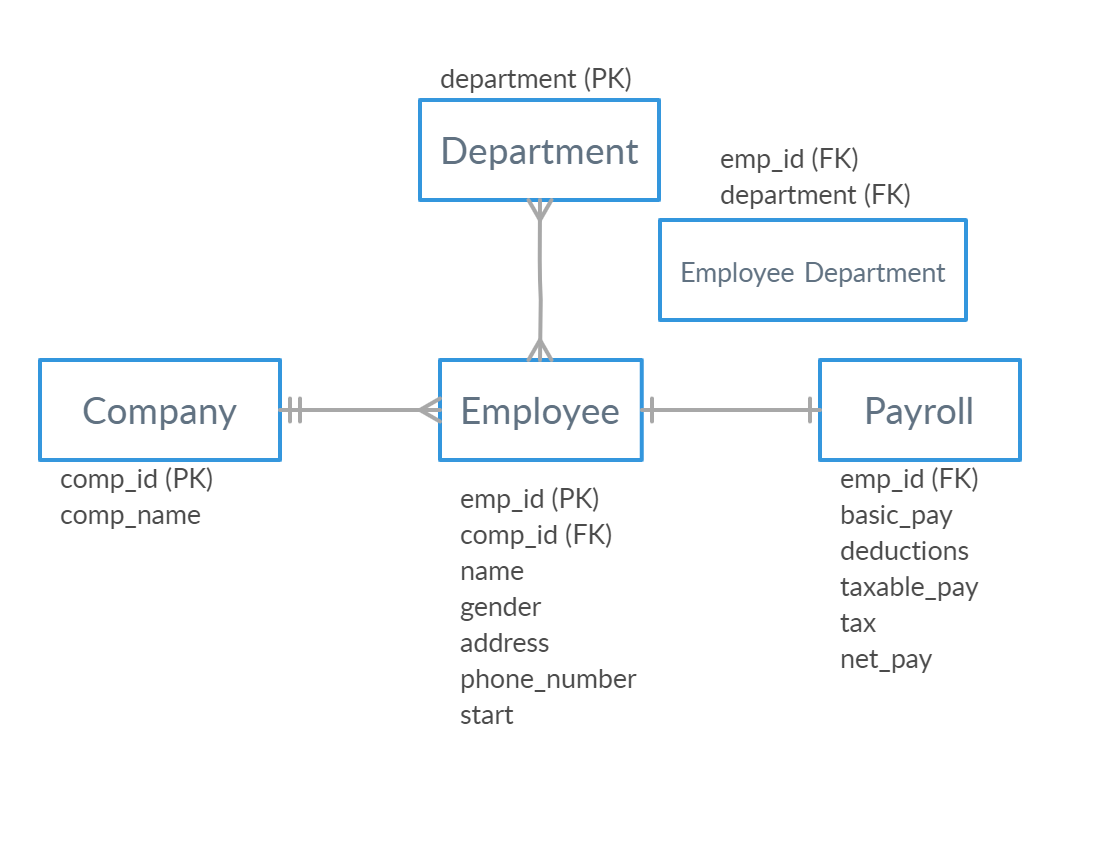 department (PK)
Department
emp_id (FK)
department (FK)
Employee Department
Company
comp_id (PK)
comp_name
Employee
emp_id (PK)
comp_id (FK)
name
gender
address
phone_number
start
Payroll
emp_id (FK)
basic_pay
deductions
taxable_pay
tax
net_pay